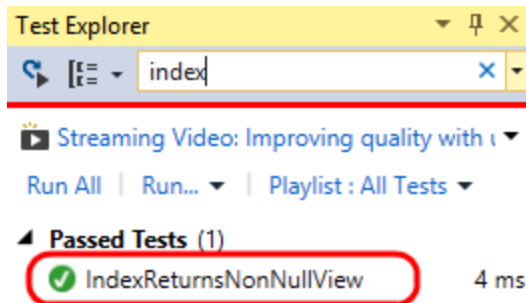 Test Explorer
index
Streaming Video: Improving quality with
Run All | Run... | Playlist : All Tests
Passed Tests (1)
IndexReturnsNonNullView 4 ms